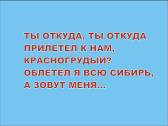 ТЫ ОТКУДА, ТЫ ОТКУДА
ПРИЛЕТЕЛ К НАМ,
КРАСНОГРУДЫЙ?
ОБЛЕТЕЛ Я ВСЮ СИБИРЬ,
А ЗОВУТ МЕНЯ...